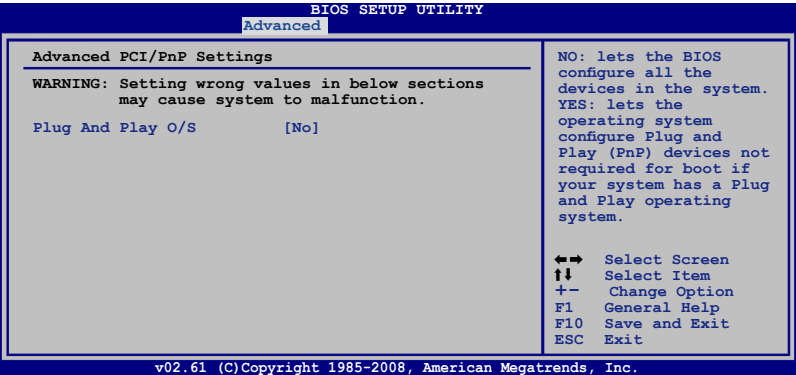 BIOS SETUP UTILITY
Advanced
Advanced PCI/PnP Settings
WARNING: Setting wrong values in below sections
may cause system to malfunction.
Plug And Play O/S [No]
NO: lets the BIOS
configure all the
devices in the system.
YES: lets the
operating system
configure Plug and
Play (PnP) devices not
required for boot if
your system has a Plug
and Play operating
system.
←→ Select Screen
↑↓ Select Item
+- Change Option
F1 General Help
F10 Save and Exit
ESC Exit
v02.61 (C)Copyright 1985-2008, American Megatrends, Inc.